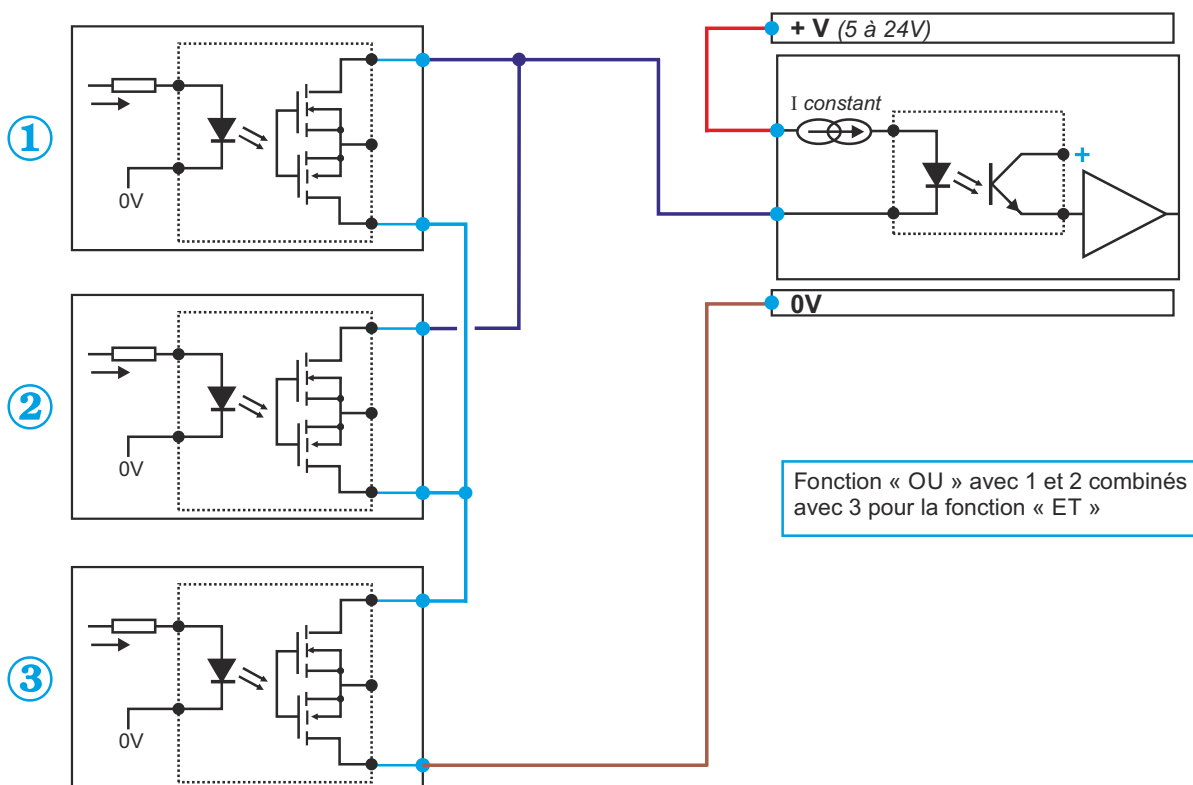 + V (5 à 24V)
I constant
1
0V
+
2
0V
0V
Fonction « OU » avec 1 et 2 combinés
avec 3 pour la fonction « ET »
3
0V